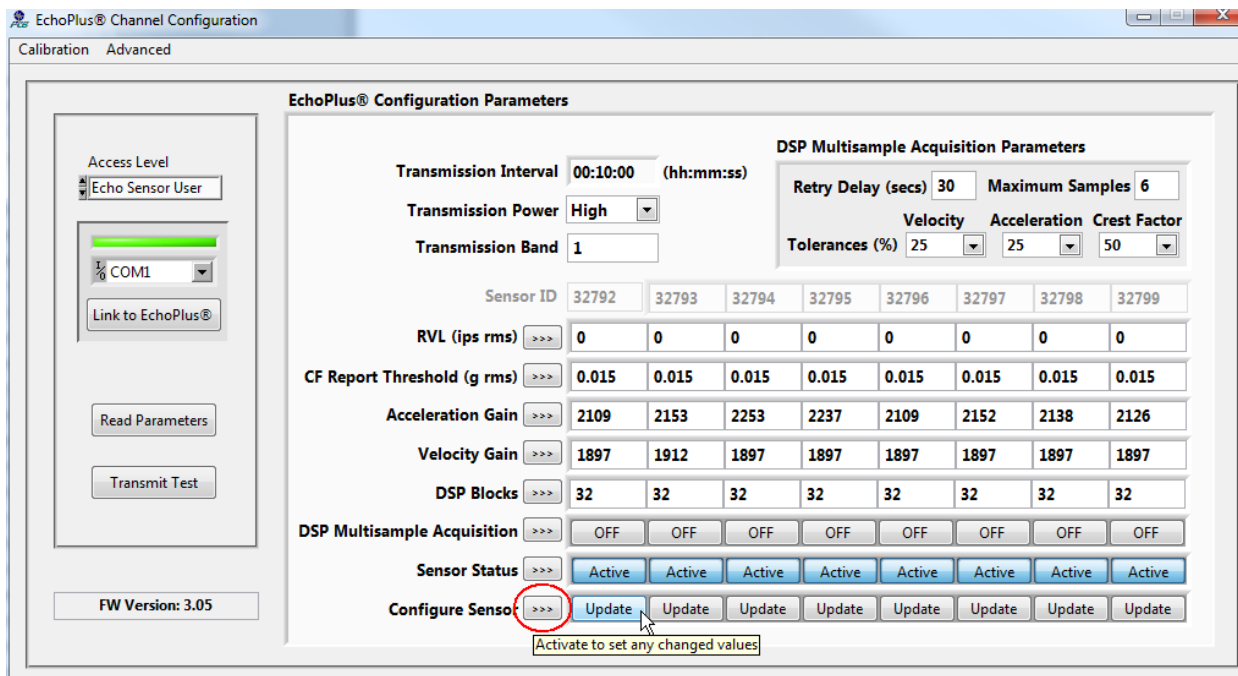 EchoPlus® Channel Configuration
Calibration Advanced
EchoPlus® Configuration Parameters
Access Level
Echo Sensor User
COM1
Link to EchoPlus®
Read Parameters
Transmit Test
FW Version: 3.05
Transmission Interval 00:10:00 (hh:mm:ss)
Transmission Power High
Transmission Band 1
DSP Multisample Acquisition Parameters
Retry Delay (secs) 30 Maximum Samples 6
Velocity Acceleration Crest Factor
Tolerances (%) 25 25 50
Sensor ID 32792 32793 32794 32795 32796 32797 32798 32799
RVL (ips rms) >>> 0 0 0 0 0 0 0 0
CF Report Threshold (g rms) >>> 0.015 0.015 0.015 0.015 0.015 0.015 0.015 0.015
Acceleration Gain >>> 2109 2153 2253 2237 2109 2152 2138 2126
Velocity Gain >>> 1897 1912 1897 1897 1897 1897 1897 1897
DSP Blocks >>> 32 32 32 32 32 32 32 32
DSP Multisample Acquisition >>> OFF OFF OFF OFF OFF OFF OFF OFF
Sensor Status >>> Active Active Active Active Active Active Active Active
Configure Sensor >>> Update Update Update Update Update Update Update Update
Activate to set any changed values